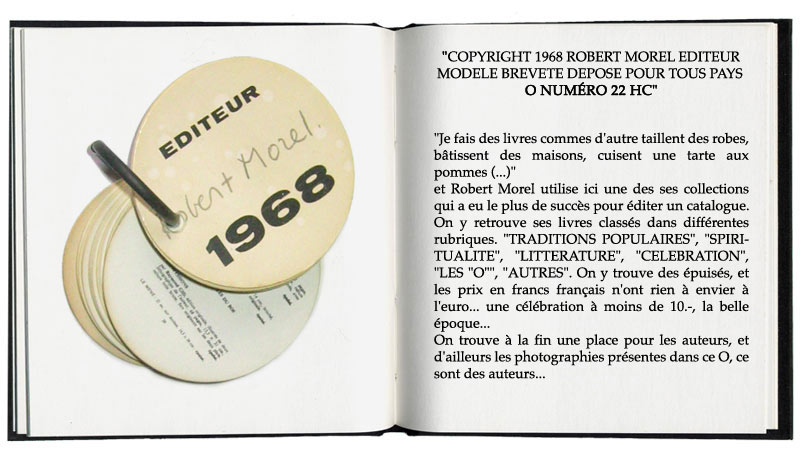 EDITEUR
Robert Morel.
1968
"COPYRIGHT 1968 ROBERT MOREL EDITEUR
MODELE BREVETE DEPOSE POUR TOUS PAYS
O NUMÉRO 22 HC"
"Je fais des livres commes d'autre taillent des robes,
bâtissent des maisons, cuisent une tarte aux
pommes (...)"
et Robert Morel utilise ici une des ses collections
qui a eu le plus de succès pour éditer un catalogue.
On y retrouve ses livres classés dans différentes
rubriques. "TRADITIONS POPULAIRES", "SPIRI-
TUALITE", "LITTERATURE", "CELEBRATION",
"LES "O"", "AUTRES". On y trouve des épuisés, et
les prix en francs français n'ont rien à envier à
l'euro... une célébration à moins de 10.-, la belle
époque...
On trouve à la fin une place pour les auteurs, et
d'ailleurs les photographies présentes dans ce O, ce
sont des auteurs...